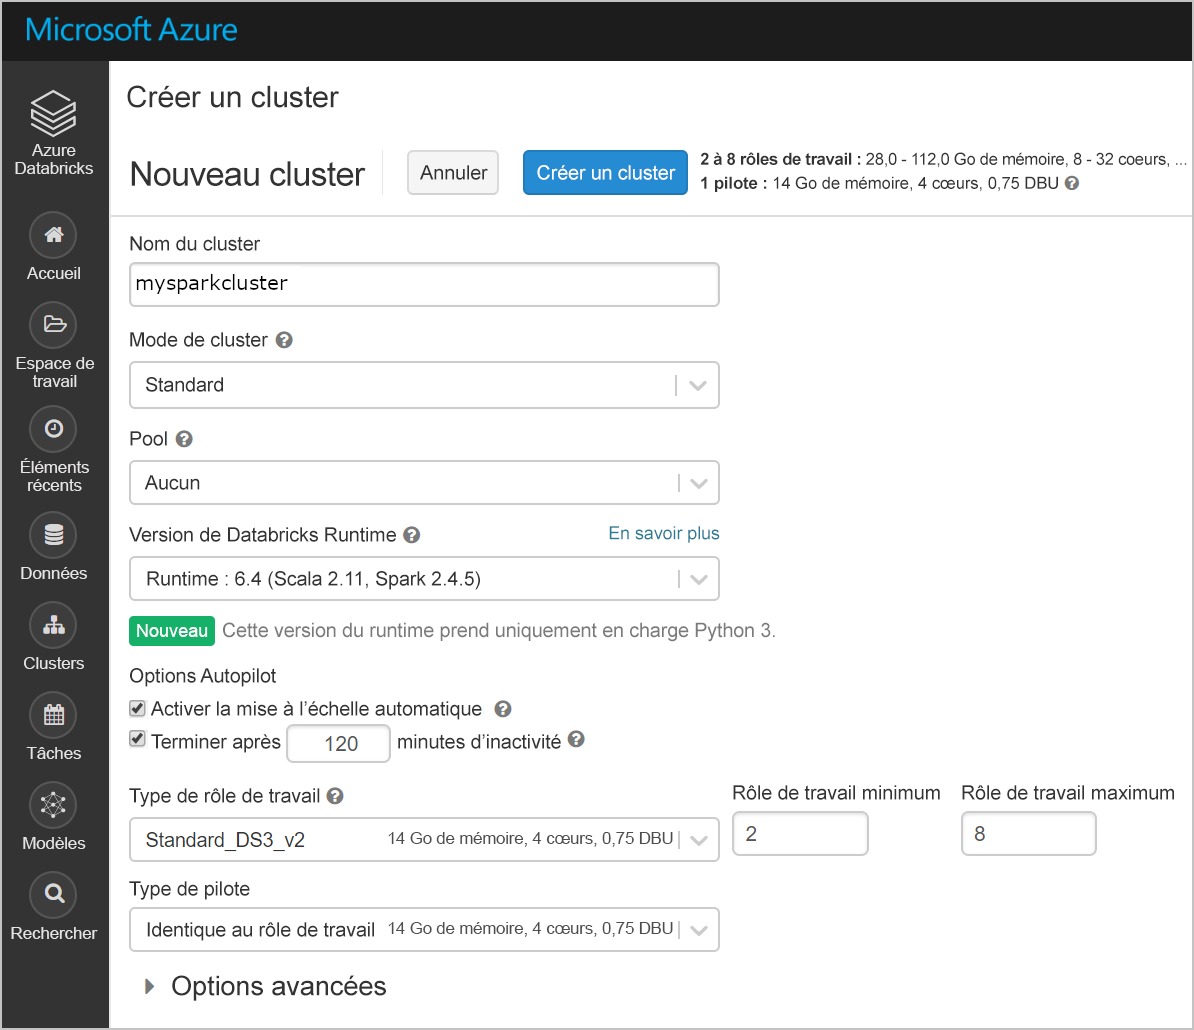 Microsoft Azure
Azure
Databricks
Accueil
Espace de
travail
Éléments
récents
Données
Clusters
Tâches
Modèles
Rechercher
Créer un cluster
Nouveau cluster
Annuler
Créer un cluster
2 à 8 rôles de travail : 28,0 - 112,0 Go de mémoire, 8 - 32 coeurs, ...
1 pilote : 14 Go de mémoire, 4 cœurs, 0,75 DBU ?
Nom du cluster
mysparkcluster
Mode de cluster ?
Standard
Pool ?
Aucun
Version de Databricks Runtime ? En savoir plus
Runtime : 6.4 (Scala 2.11, Spark 2.4.5)
Nouveau Cette version du runtime prend uniquement en charge Python 3.
Options Autopilot
Activer la mise à l’échelle automatique ?
Terminer après 120 minutes d’inactivité ?
Type de rôle de travail ? Rôle de travail minimum Rôle de travail maximum
Standard_DS3_v2 14 Go de mémoire, 4 cœurs, 0,75 DBU 2 8
Type de pilote
Identique au rôle de travail 14 Go de mémoire, 4 cœurs, 0,75 DBU
Options avancées